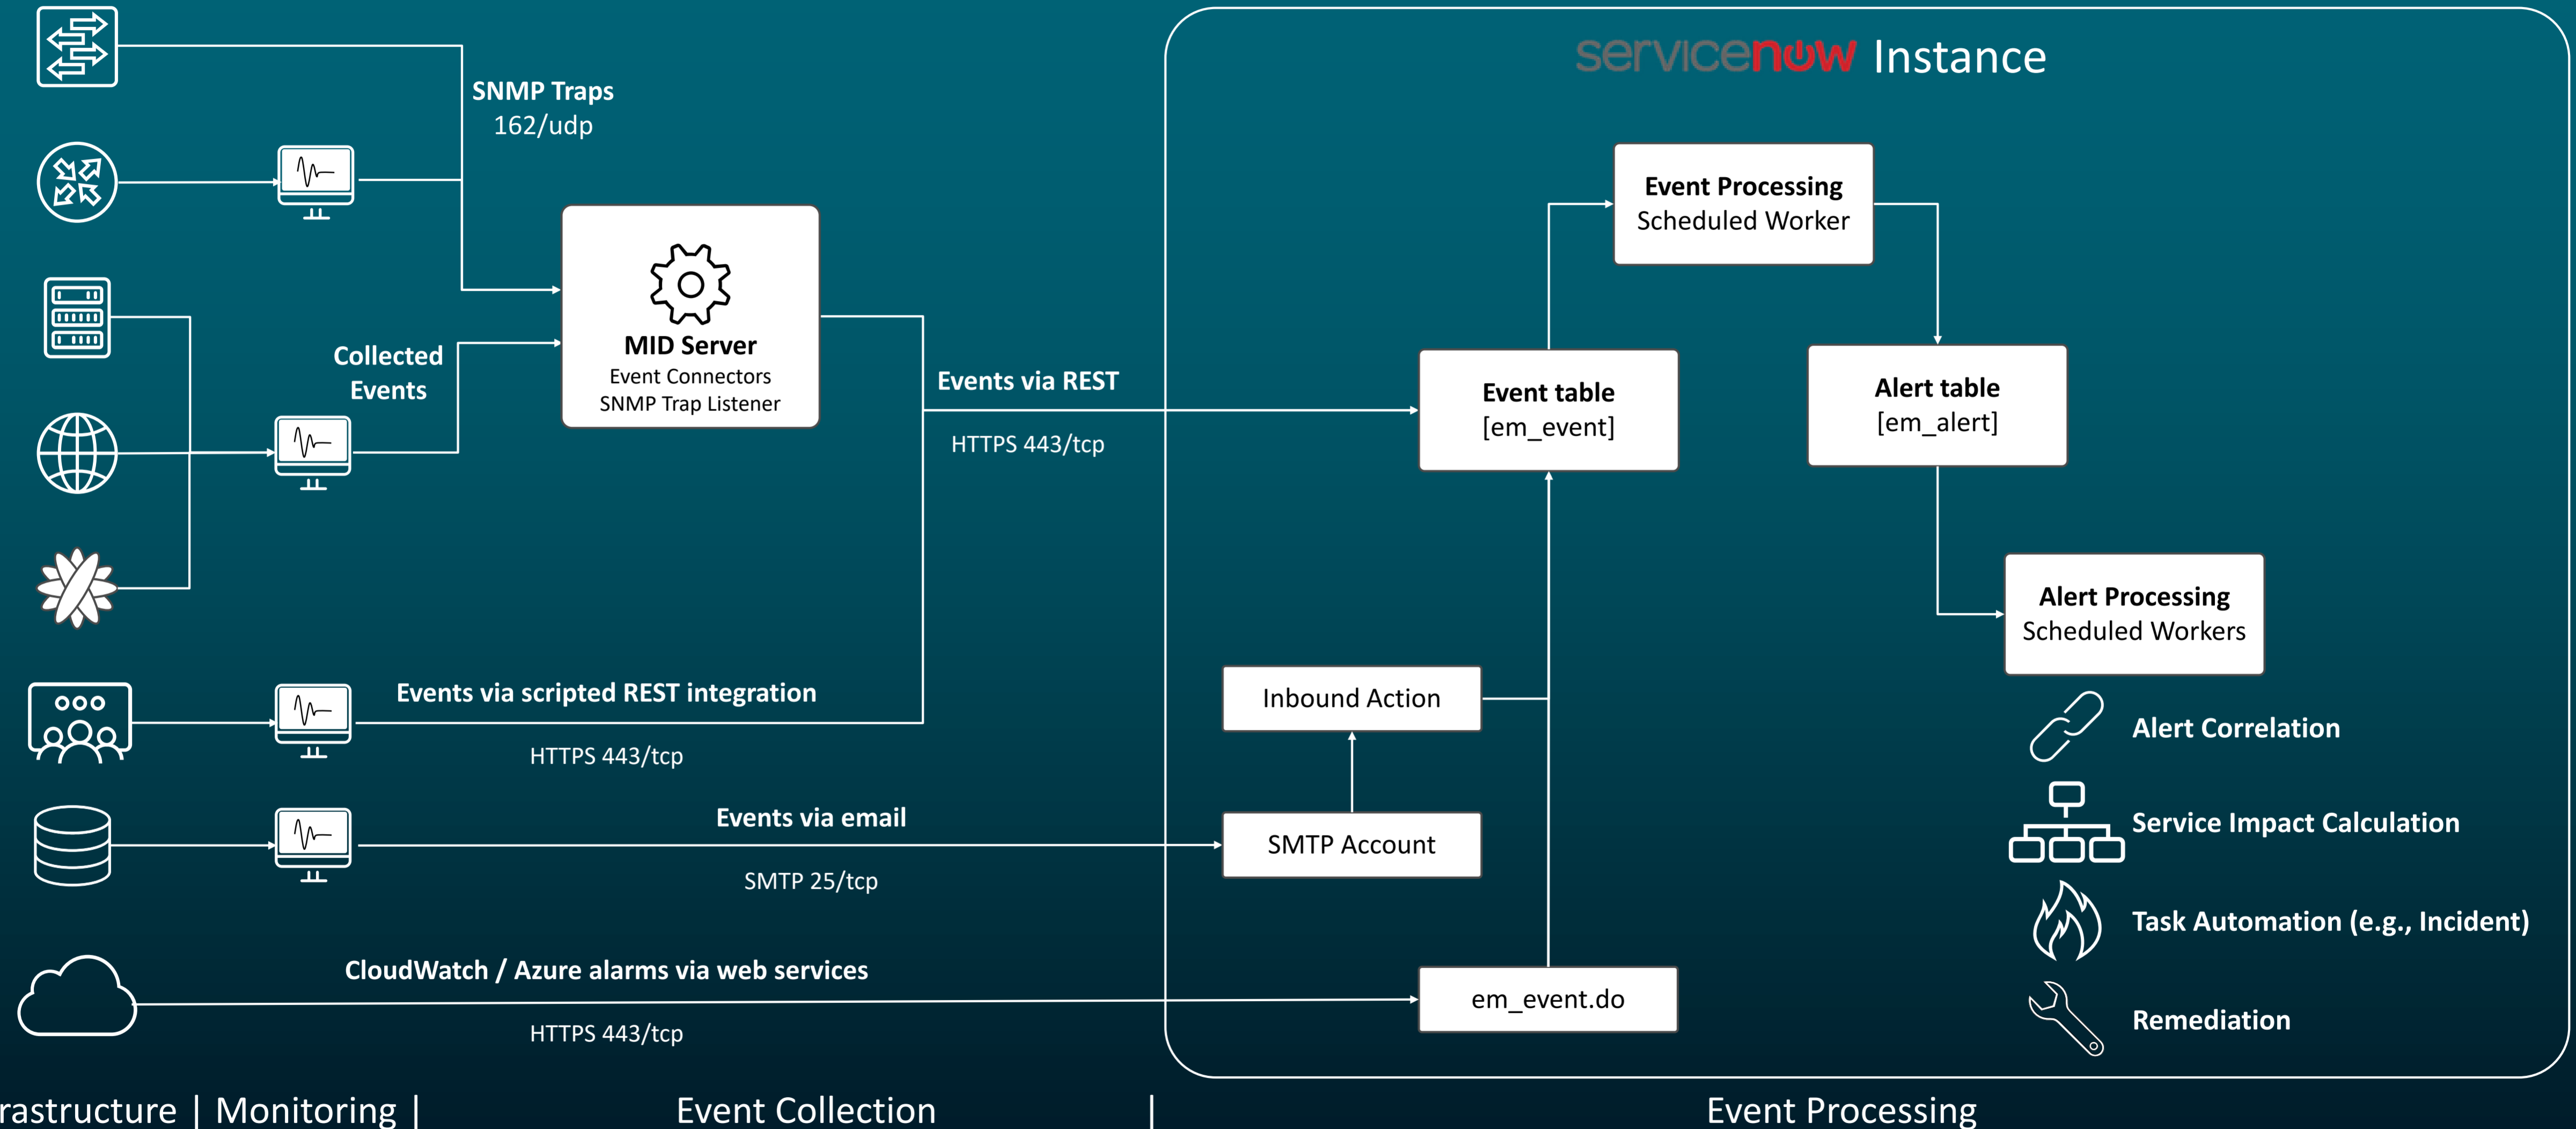 servicenow Instance
SNMP Traps
162/udp
Event Processing
Scheduled Worker
MID Server
Event Connectors
SNMP Trap Listener
Collected
Events
Events via REST
HTTPS 443/tcp
Event table
[em_event]
Alert table
[em_alert]
Alert Processing
Scheduled Workers
Events via scripted REST integration
HTTPS 443/tcp
Inbound Action
Alert Correlation
Events via email
SMTP 25/tcp
SMTP Account
Service Impact Calculation
Task Automation (e.g., Incident)
CloudWatch / Azure alarms via web services
HTTPS 443/tcp
em_event.do
Remediation
rastructure | Monitoring | Event Collection | Event Processing